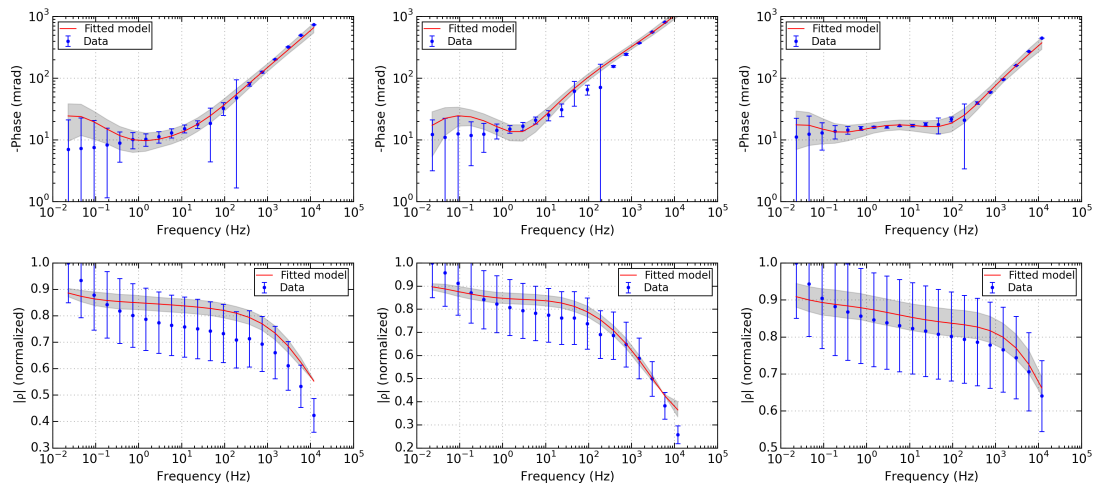 10³
10²
10¹
10⁰
-Phase (mrad)
10⁻² 10⁻¹ 10⁰ 10¹ 10² 10³ 10⁴ 10⁵
Frequency (Hz)
Fitted model
Data
10³
10²
10¹
10⁰
-Phase (mrad)
10⁻² 10⁻¹ 10⁰ 10¹ 10² 10³ 10⁴ 10⁵
Frequency (Hz)
Fitted model
Data
10³
10²
10¹
10⁰
-Phase (mrad)
10⁻² 10⁻¹ 10⁰ 10¹ 10² 10³ 10⁴ 10⁵
Frequency (Hz)
Fitted model
Data
1.0
0.9
0.8
0.7
0.6
0.5
0.4
0.3
|ρ| (normalized)
10⁻² 10⁻¹ 10⁰ 10¹ 10² 10³ 10⁴ 10⁵
Frequency (Hz)
Fitted model
Data
1.0
0.9
0.8
0.7
0.6
0.5
0.4
0.3
0.2
|ρ| (normalized)
10⁻² 10⁻¹ 10⁰ 10¹ 10² 10³ 10⁴ 10⁵
Frequency (Hz)
Fitted model
Data
1.0
0.9
0.8
0.7
0.6
0.5
|ρ| (normalized)
10⁻² 10⁻¹ 10⁰ 10¹ 10² 10³ 10⁴ 10⁵
Frequency (Hz)
Fitted model
Data